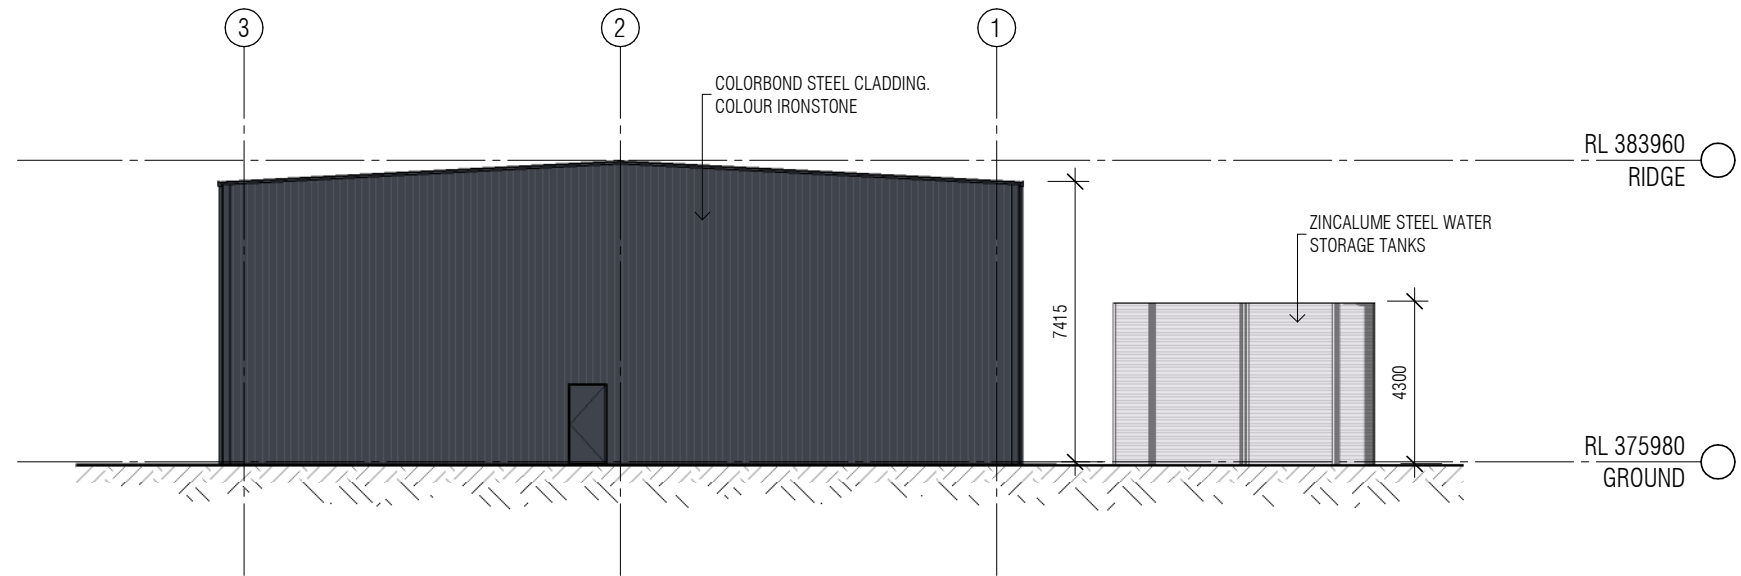 3
2
1
COLORBOND STEEL CLADDING.
COLOUR IRONSTONE
RL 383960
RIDGE
ZINCALUME STEEL WATER
STORAGE TANKS
7415
4300
RL 375980
GROUND